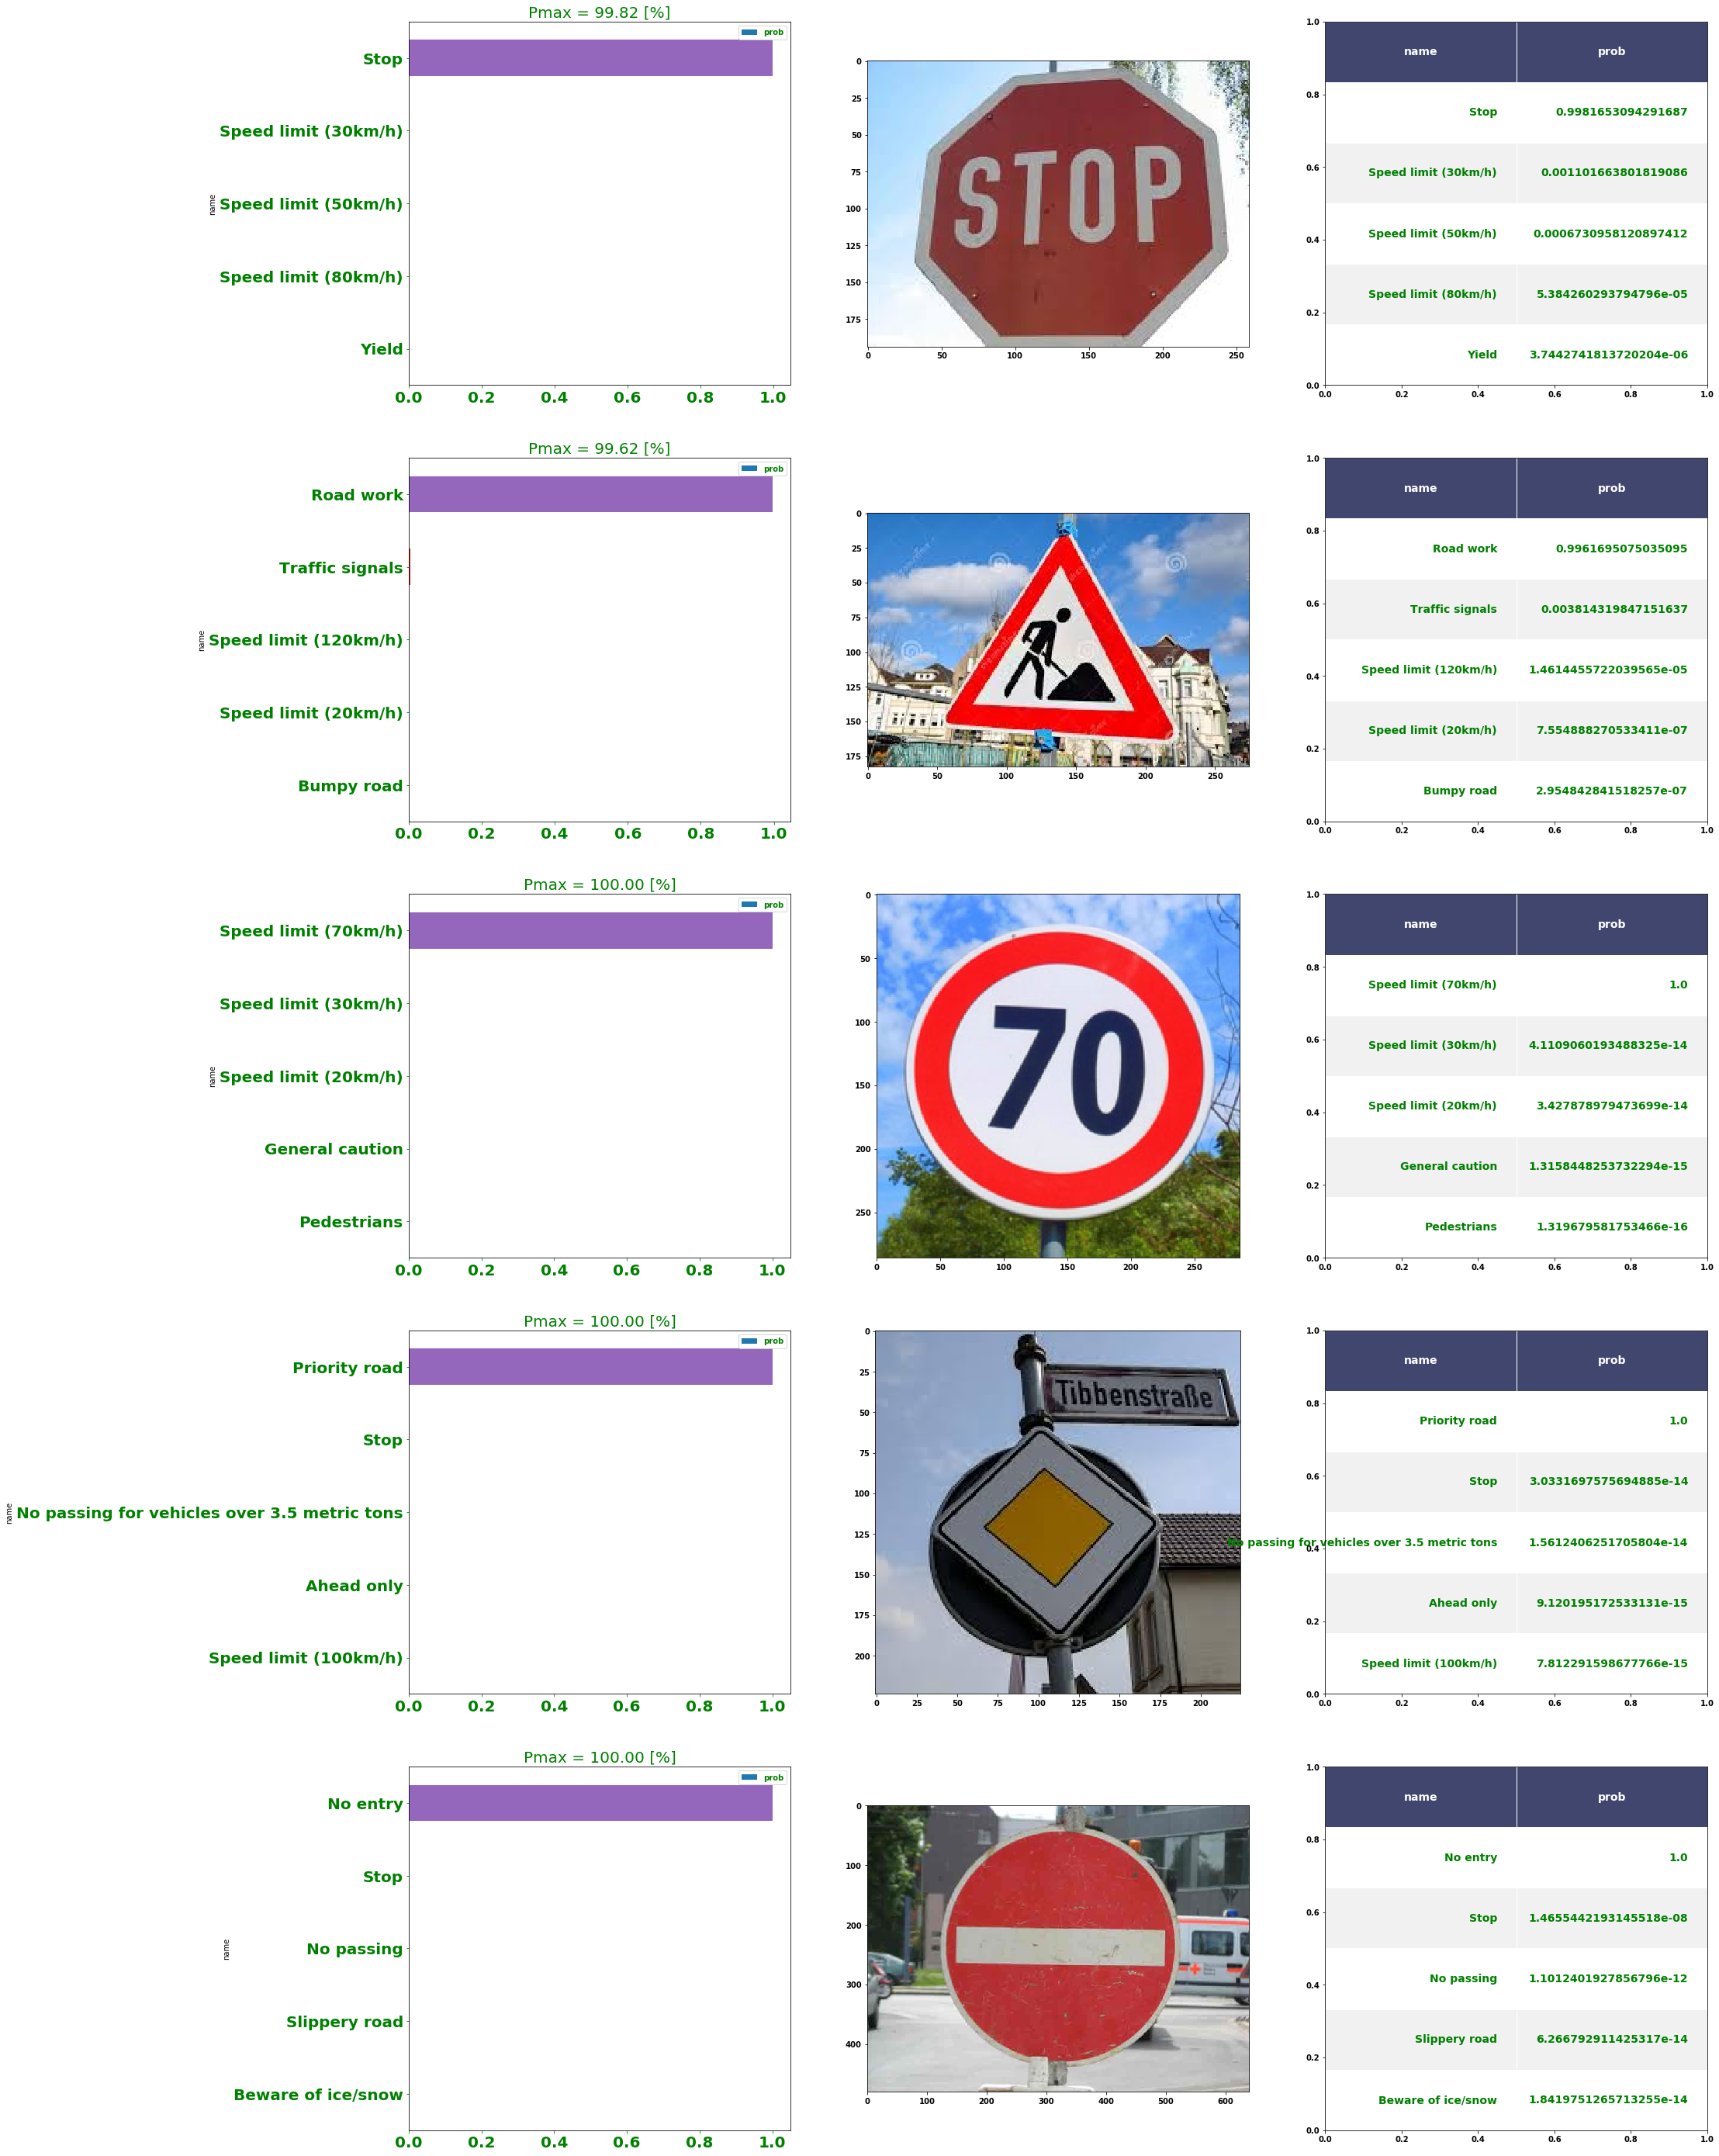 Pmax = 99.82 [%]
prob
Stop
Speed limit (30km/h)
Speed limit (50km/h)
Speed limit (80km/h)
Yield
name
0.0 0.2 0.4 0.6 0.8 1.0
0 25 50 75 100 125 150 175
STOP
0 50 100 150 200 250
1.0 0.8 0.6 0.4 0.2 0.0
name prob
Stop 0.9981653094291687
Speed limit (30km/h) 0.001101663801819086
Speed limit (50km/h) 0.0006730958120897412
Speed limit (80km/h) 5.384260293794796e-05
Yield 3.7442741813720204e-06
0.0 0.2 0.4 0.6 0.8 1.0
Pmax = 99.62 [%]
prob
Road work
Traffic signals
Speed limit (120km/h)
Speed limit (20km/h)
Bumpy road
name
0.0 0.2 0.4 0.6 0.8 1.0
0 25 50 75 100 125 150 175
0 50 100 150 200 250
1.0 0.8 0.6 0.4 0.2 0.0
name prob
Road work 0.9961695075035095
Traffic signals 0.003814319847151637
Speed limit (120km/h) 1.4614455722039565e-05
Speed limit (20km/h) 7.554888270533411e-07
Bumpy road 2.954842841518257e-07
0.0 0.2 0.4 0.6 0.8 1.0
Pmax = 100.00 [%]
prob
Speed limit (70km/h)
Speed limit (30km/h)
Speed limit (20km/h)
General caution
Pedestrians
name
0.0 0.2 0.4 0.6 0.8 1.0
0 50 100 150 200 250
70
0 50 100 150 200 250
1.0 0.8 0.6 0.4 0.2 0.0
name prob
Speed limit (70km/h) 1.0
Speed limit (30km/h) 4.1109060193488325e-14
Speed limit (20km/h) 3.427878979473699e-14
General caution 1.3158448253732294e-15
Pedestrians 1.319679581753466e-16
0.0 0.2 0.4 0.6 0.8 1.0
Pmax = 100.00 [%]
prob
Priority road
Stop
No passing for vehicles over 3.5 metric tons
Ahead only
Speed limit (100km/h)
name
0.0 0.2 0.4 0.6 0.8 1.0
0 25 50 75 100 125 150 175 200
Tibbenstraße
0 25 50 75 100 125 150 175 200
1.0 0.8 0.6 0.4 0.2 0.0
name prob
Priority road 1.0
Stop 3.0331697575694885e-14
No passing for vehicles over 3.5 metric tons 1.5612406251705804e-14
Ahead only 9.120195172533131e-15
Speed limit (100km/h) 7.812291598677766e-15
0.0 0.2 0.4 0.6 0.8 1.0
Pmax = 100.00 [%]
prob
No entry
Stop
No passing
Slippery road
Beware of ice/snow
name
0.0 0.2 0.4 0.6 0.8 1.0
0 100 200 300 400
0 100 200 300 400 500 600
1.0 0.8 0.6 0.4 0.2 0.0
name prob
No entry 1.0
Stop 1.4655442193145518e-08
No passing 1.1012401927856796e-12
Slippery road 6.266792911425317e-14
Beware of ice/snow 1.8419751265713255e-14
0.0 0.2 0.4 0.6 0.8 1.0